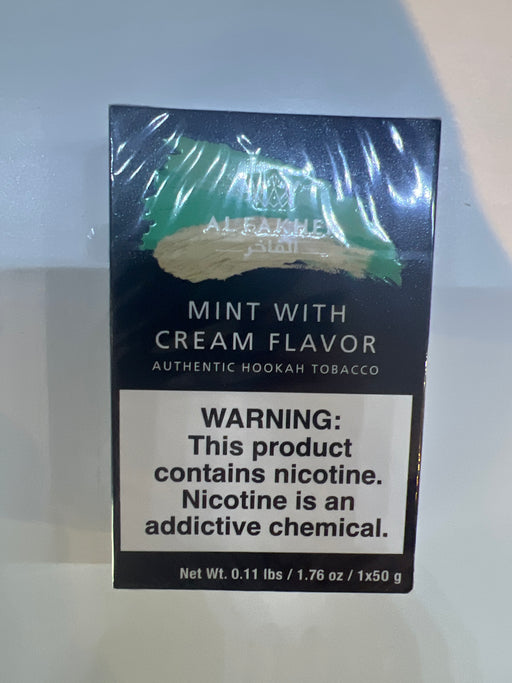 AL FAKHER
الفاخر
MINT WITH
CREAM FLAVOR
AUTHENTIC HOOKAH TOBACCO
WARNING:
This product
contains nicotine.
Nicotine is an
addictive chemical.
Net Wt. 0.11 lbs / 1.76 oz / 1x50 g